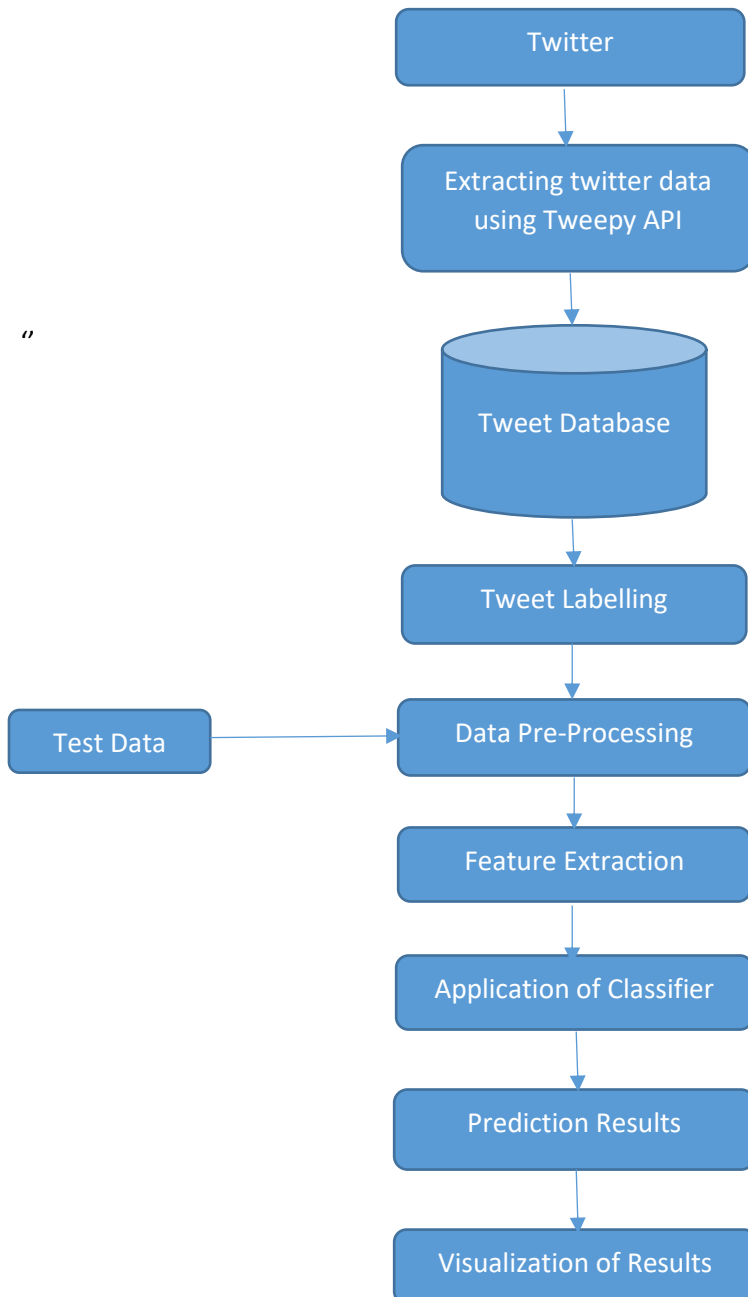 Twitter
Extracting twitter data
using Tweepy API
“
Tweet Database
Tweet Labelling
Test Data
Data Pre-Processing
Feature Extraction
Application of Classifier
Prediction Results
Visualization of Results